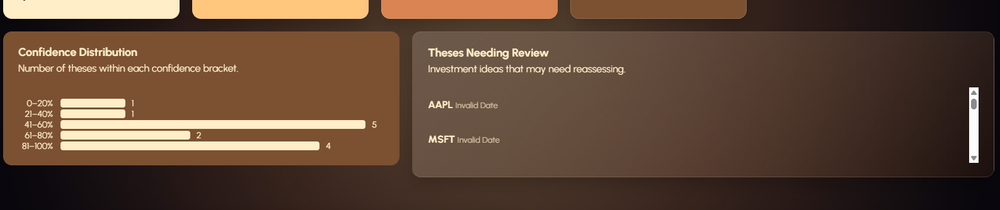 Confidence Distribution
Number of theses within each confidence bracket.
0–20% 1
21–40% 1
41–60% 5
61–80% 2
81–100% 4
Theses Needing Review
Investment ideas that may need reassessing.
AAPL Invalid Date
MSFT Invalid Date